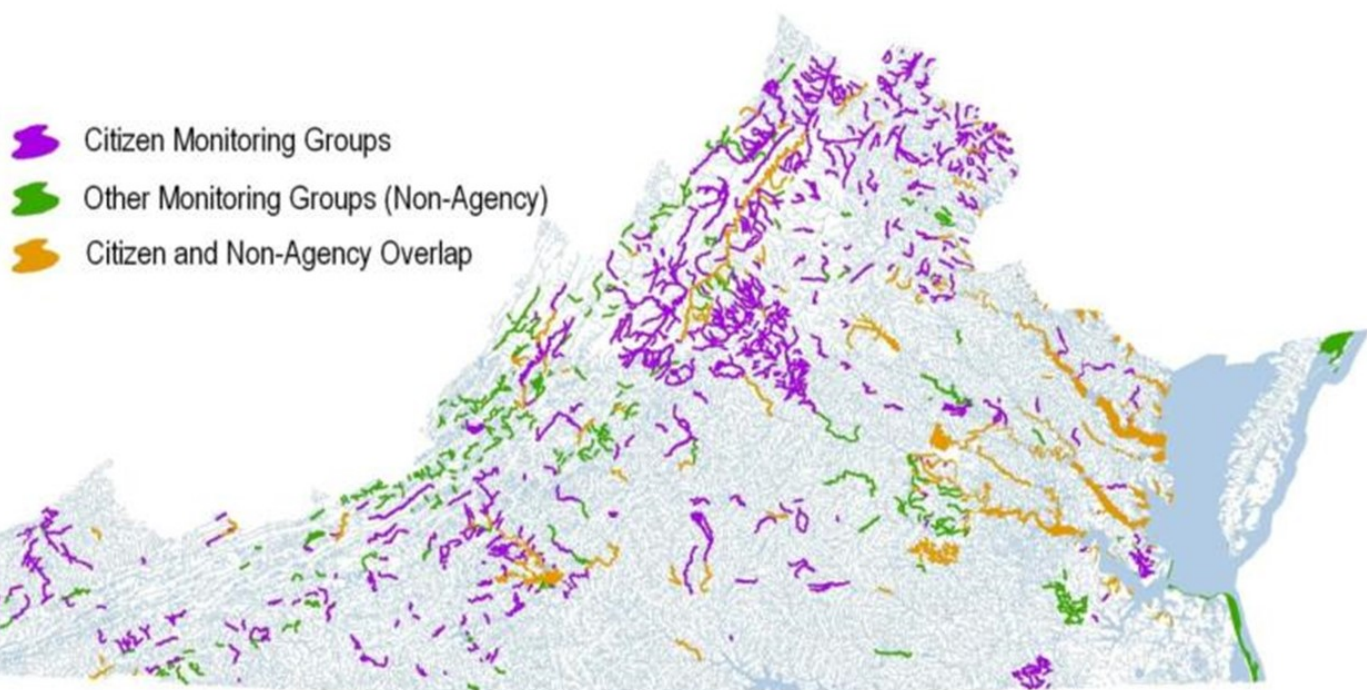 Citizen Monitoring Groups
Other Monitoring Groups (Non-Agency)
Citizen and Non-Agency Overlap